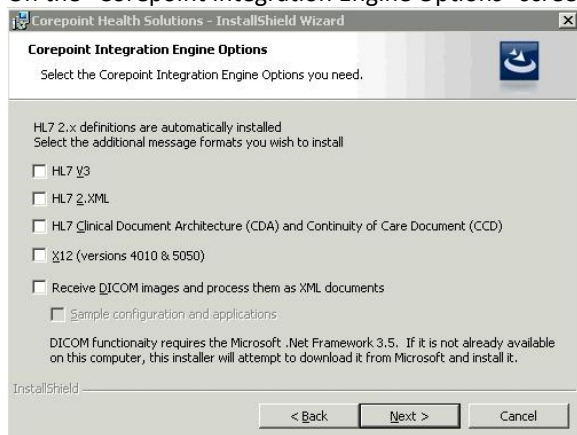 Corepoint Health Solutions - InstallShield Wizard
Corepoint Integration Engine Options
Select the Corepoint Integration Engine Options you need.
HL7 2.x definitions are automatically installed
Select the additional message formats you wish to install
HL7 V3
HL7 2.XML
HL7 Clinical Document Architecture (CDA) and Continuity of Care Document (CCD)
X12 (versions 4010 & 5050)
Receive DICOM images and process them as XML documents
Sample configuration and applications
DICOM functionaity requires the Microsoft .Net Framework 3.5. If it is not already available
on this computer, this installer will attempt to download it from Microsoft and install it.
InstallShield
< Back Next > Cancel